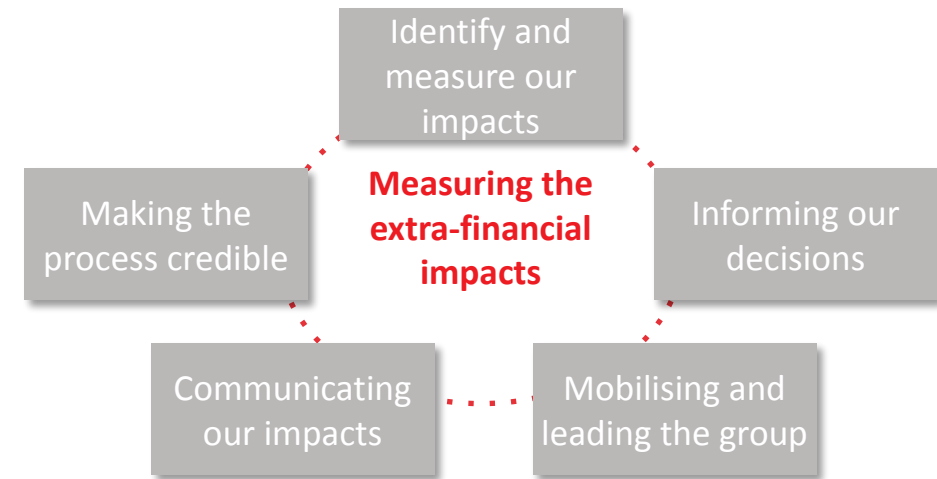 Identify and
measure our
impacts
Measuring the
extra-financial
impacts
Making the
process credible
Informing our
decisions
Communicating
our impacts
Mobilising and
leading the group